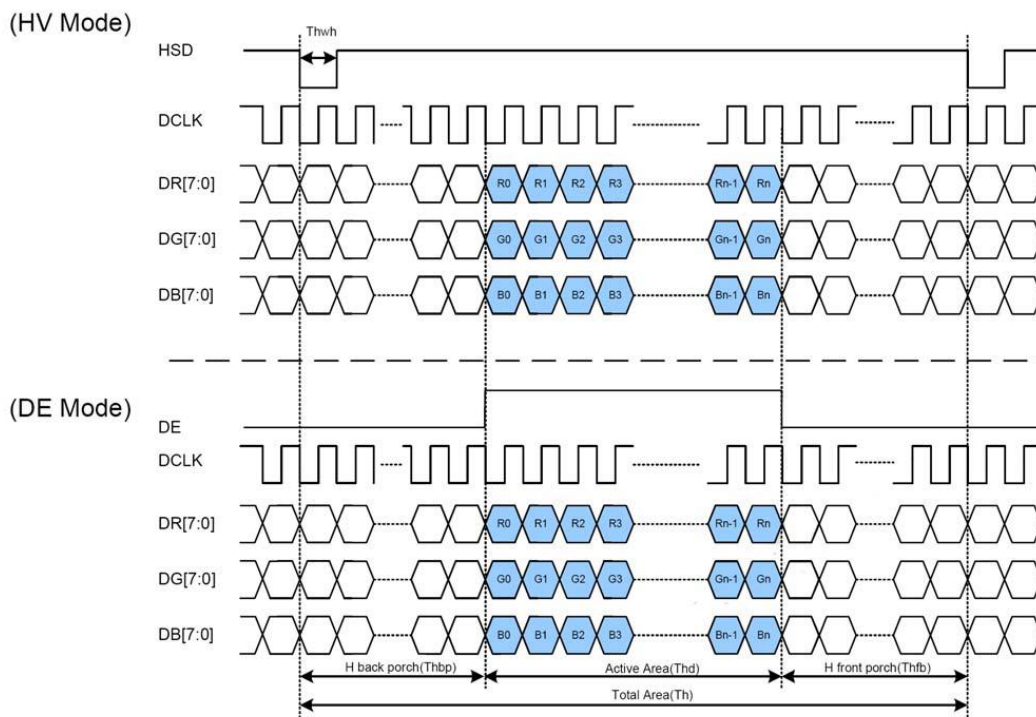 (HV Mode)
Thwh
HSD
DCLK
DR[7:0] R0 R1 R2 R3 Rn-1 Rn
DG[7:0] G0 G1 G2 G3 Gn-1 Gn
DB[7:0] B0 B1 B2 B3 Bn-1 Bn
(DE Mode)
DE
DCLK
DR[7:0] R0 R1 R2 R3 Rn-1 Rn
DG[7:0] G0 G1 G2 G3 Gn-1 Gn
DB[7:0] B0 B1 B2 B3 Bn-1 Bn
H back porch(Thbp) Active Area(Thd) H front porch(Thfb)
Total Area(Th)